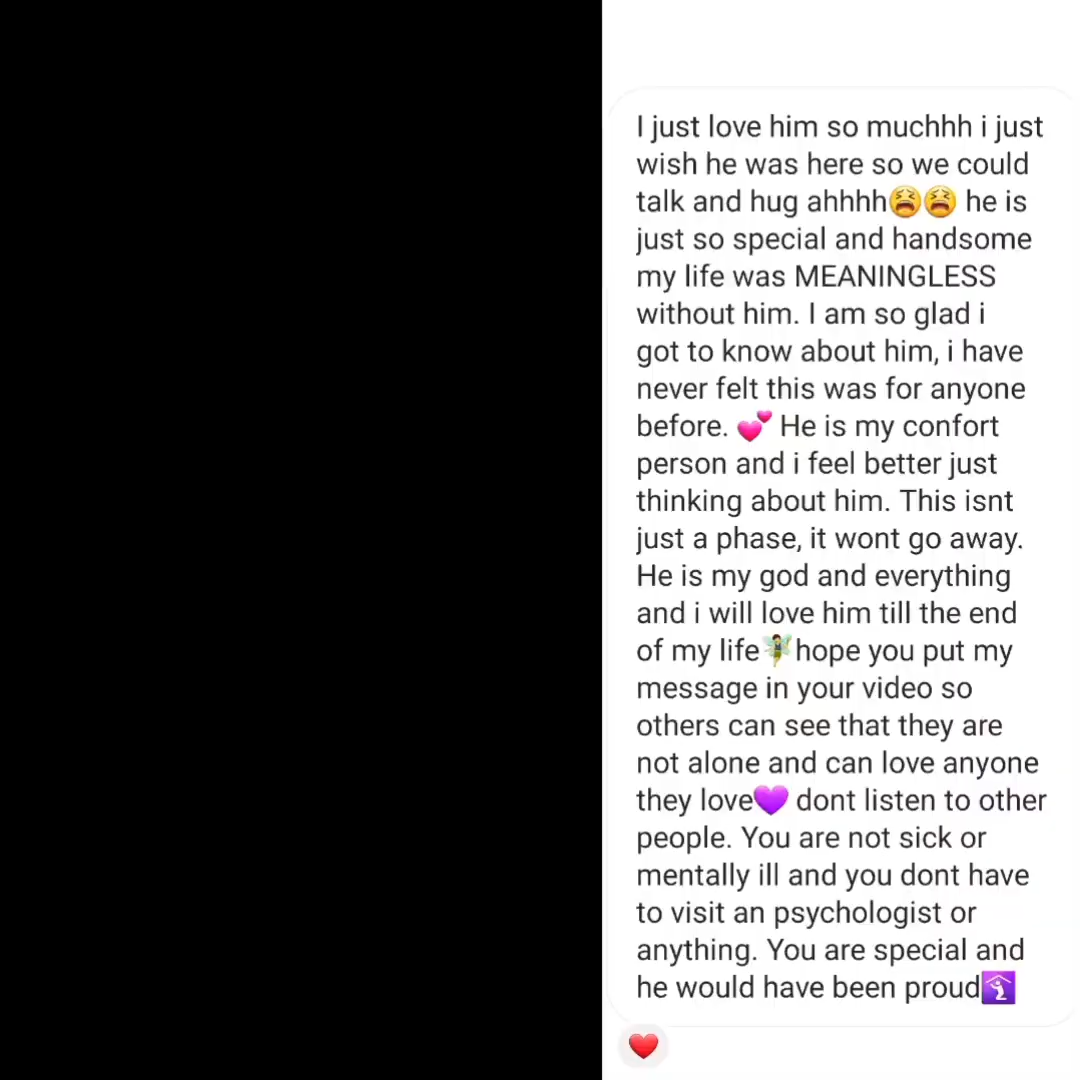 I just love him so muchhh i just
wish he was here so we could
talk and hug ahhhh😫😫 he is
just so special and handsome
my life was MEANINGLESS
without him. I am so glad i
got to know about him, i have
never felt this was for anyone
before. 💕 He is my confort
person and i feel better just
thinking about him. This isnt
just a phase, it wont go away.
He is my god and everything
and i will love him till the end
of my life🧚‍♂️hope you put my
message in your video so
others can see that they are
not alone and can love anyone
they love💜 dont listen to other
people. You are not sick or
mentally ill and you dont have
to visit an psychologist or
anything. You are special and
he would have been proud🛐
❤️